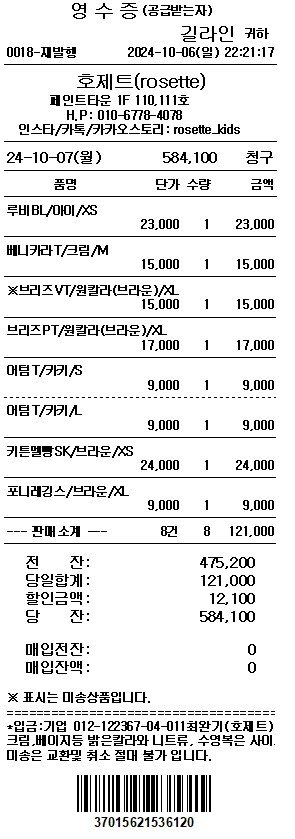 영 수 증(공급받는자)
길라인 귀하
0018-재발행 2024-10-06(일) 22:21:17
호제트(rosette)
페인트타운 1F 110,111호
H.P: 010-6778-4078
인스타/카톡/카카오스토리: rosette_kids
24-10-07(월) 584,100 청구
품명 단가 수량 금액
루비BL/아이/XS
23,000 1 23,000
베니카라T/크림/M
15,000 1 15,000
※브리즈VT/원칼라(브라운)/XL
15,000 1 15,000
브리즈PT/원칼라(브라운)/XL
17,000 1 17,000
어텀T/카키/S
9,000 1 9,000
어텀T/카키/L
9,000 1 9,000
키튼멜빵SK/브라운/XS
24,000 1 24,000
포니레깅스/브라운/XL
9,000 1 9,000
--- 판매 소계 --- 8건 8 121,000
전 잔: 475,200
당일합계: 121,000
할인금액: 12,100
당 잔: 584,100
매입전잔: 0
매입잔액: 0
※ 표시는 미송상품입니다.
*입금:기업 012-122367-04-011최완기(호제트)
크림,베이지등 밝은칼라와 니트류, 수영복은 사이
미송은 교환및 취소 절대 불가 입니다.
37015621536120